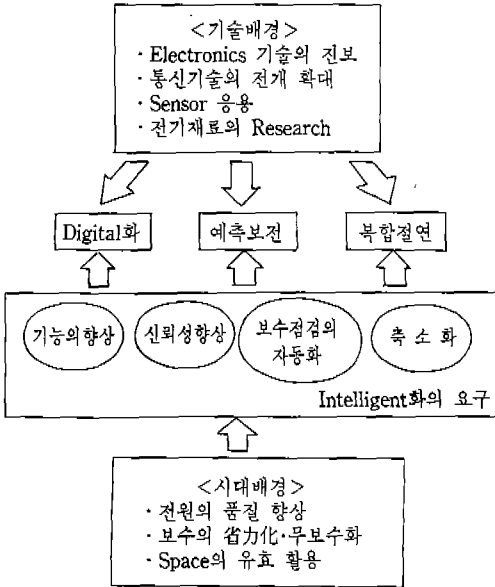 <기술배경>
· Electronics 기술의 진보
· 통신기술의 전개 확대
· Sensor 응용
· 전기재료의 Research
Digital화
예측보전
복합절연
기능의향상
신뢰성향상
보수점검의
자동화
축소화
Intelligent화의 요구
<시대배경>
· 전원의 품질 향상
· 보수의 省力化·무보수화
· Space의 유효 활용